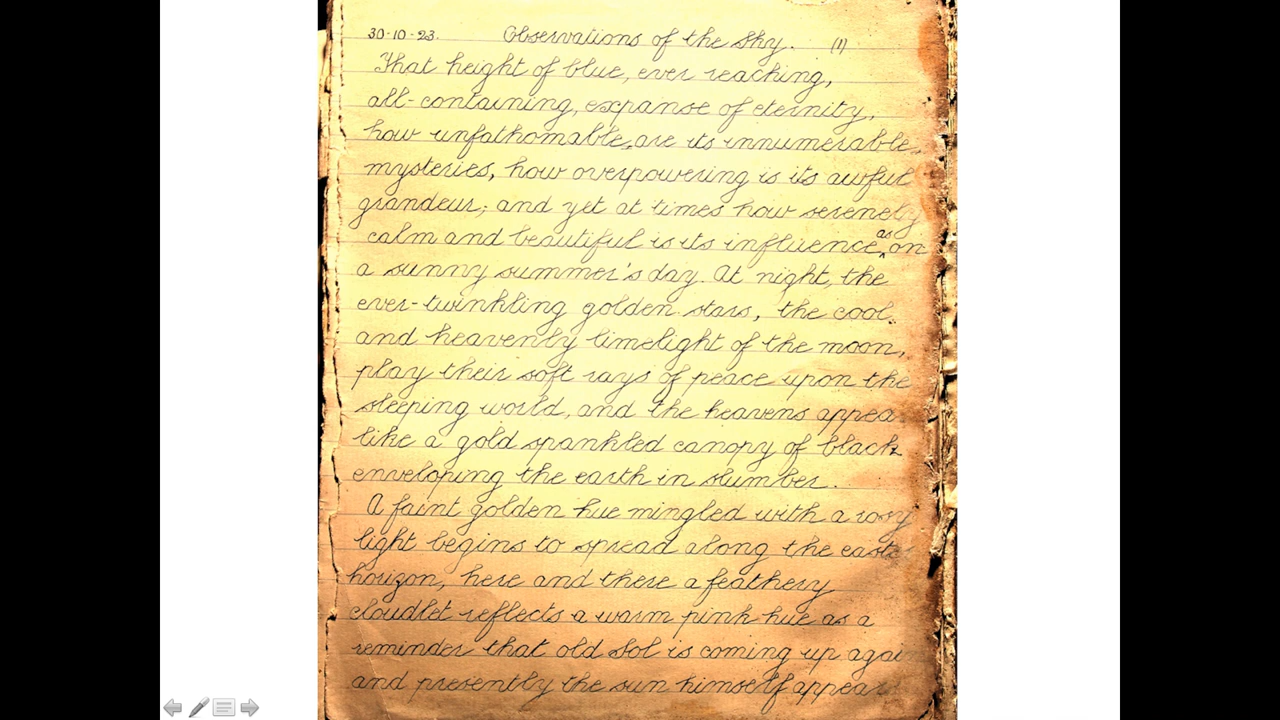 30-10-23. Observations of the Sky. (1)
That height of blue, ever reaching,
all-containing, expanse of eternity,
how unfathomable, are its innumerable,
mysteries, how overpowering is its awful
grandeur; and yet at times how serenely
calm and beautiful is its influence, as on
a sunny summer's day. At night, the
ever-twinkling golden stars, the cool
and heavenly limelight of the moon,
play their soft rays of peace upon the
sleeping world, and the heavens appea
like a gold spankled canopy of black
enveloping the earth in slumber.
A faint golden hue mingled with a rosy
light begins to spread along the east
horizon, here and there a feathery
cloudlet reflects a warm pink hue as a
reminder that old Sol is coming up agai
and presently the sun himself appear